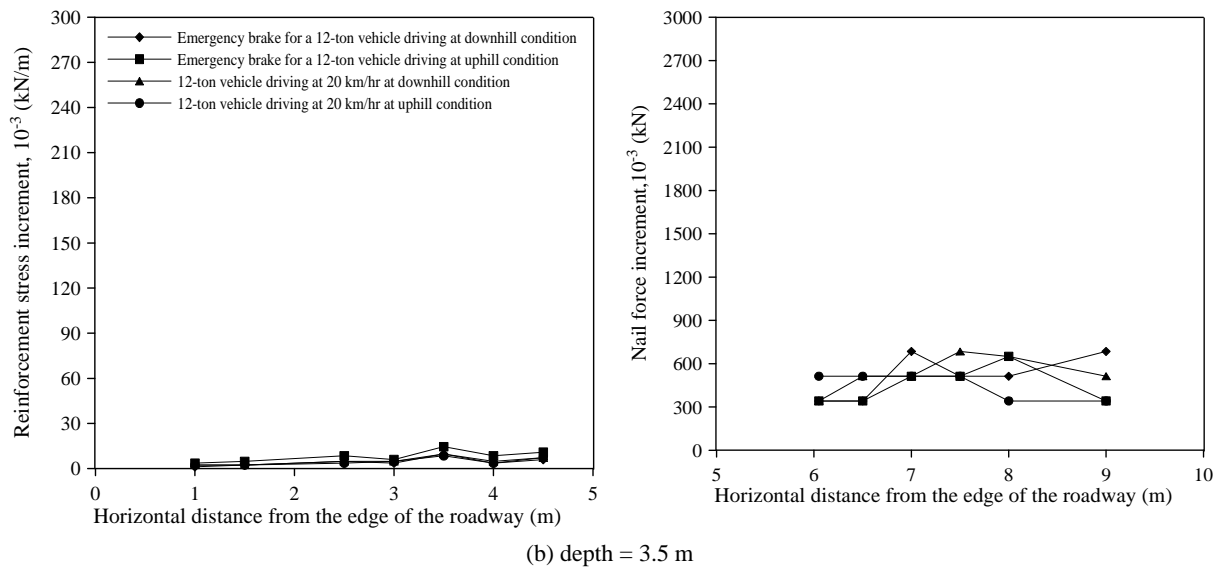 300
270
240
210
180
150
120
90
60
30
0
Reinforcement stress increment, 10-3 (kN/m)
Emergency brake for a 12-ton vehicle driving at downhill condition
Emergency brake for a 12-ton vehicle driving at uphill condition
12-ton vehicle driving at 20 km/hr at downhill condition
12-ton vehicle driving at 20 km/hr at uphill condition
0 1 2 3 4 5
Horizontal distance from the edge of the roadway (m)
3000
2700
2400
2100
1800
1500
1200
900
600
300
0
Nail force increment,10-3 (kN)
5 6 7 8 9 10
Horizontal distance from the edge of the roadway (m)
(b) depth = 3.5 m